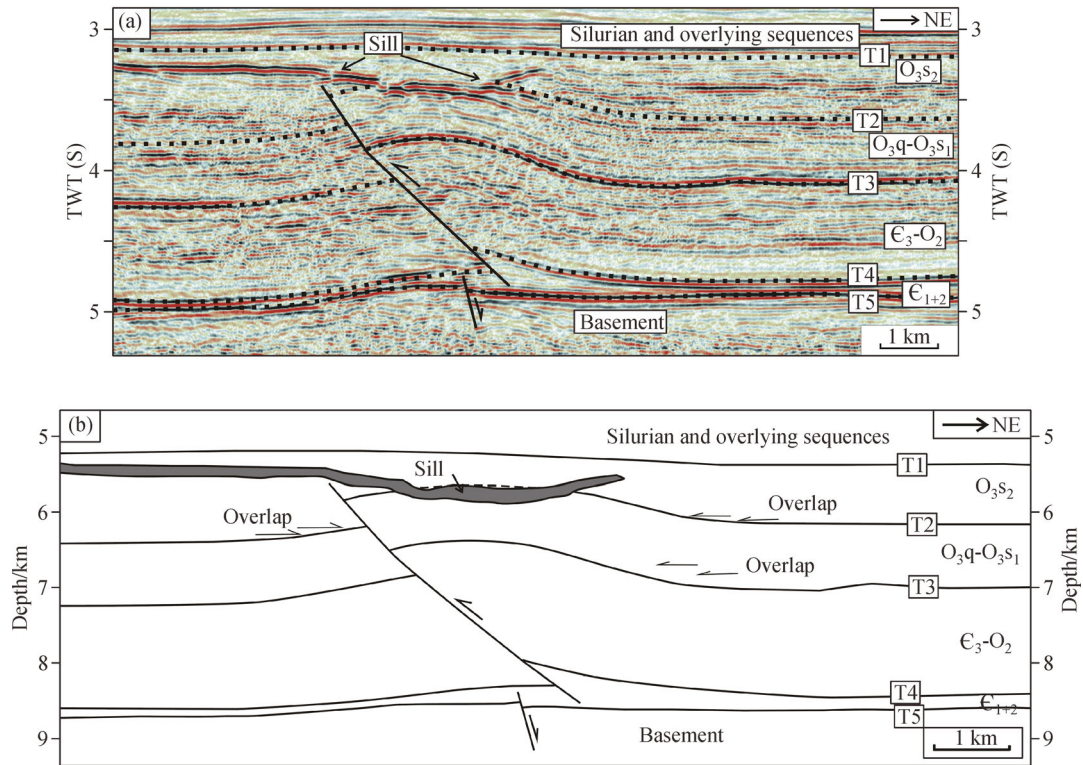 (a)
NE
3
3
Sill
Silurian and overlying sequences
T1
O₃s₂
T2
O₃q-O₃s₁
4
4
TWT (S)
TWT (S)
T3
Є₃-O₂
T4
Є₁₊₂
T5
5
5
Basement
1 km
(b)
NE
5
5
Silurian and overlying sequences
T1
Sill
O₃s₂
6
6
Overlap
Overlap
T2
O₃q-O₃s₁
Overlap
7
7
T3
Depth/km
Depth/km
Є₃-O₂
8
8
T4
Є₁₊₂
T5
9
9
Basement
1 km